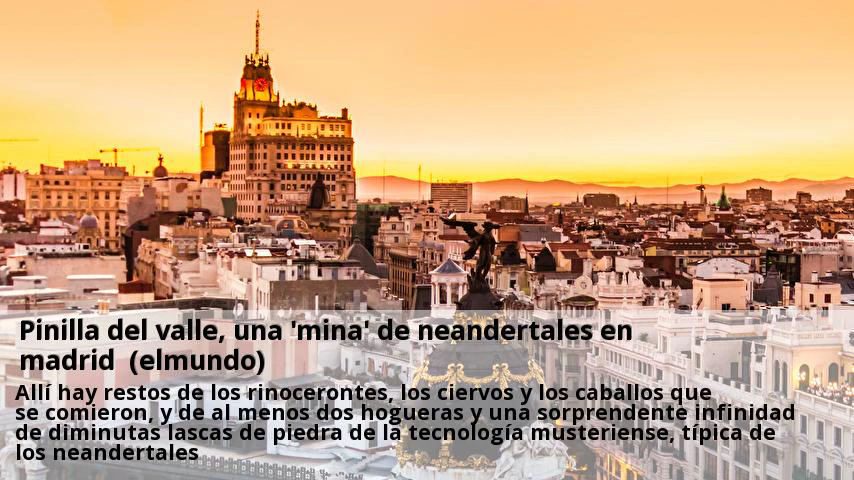 Pinilla del valle, una 'mina' de neandertales en
madrid  (elmundo)
Allí hay restos de los rinocerontes, los ciervos y los caballos que
se comieron, y de al menos dos hogueras y una sorprendente infinidad
de diminutas lascas de piedra de la tecnología musteriense, típica de
los neandertales